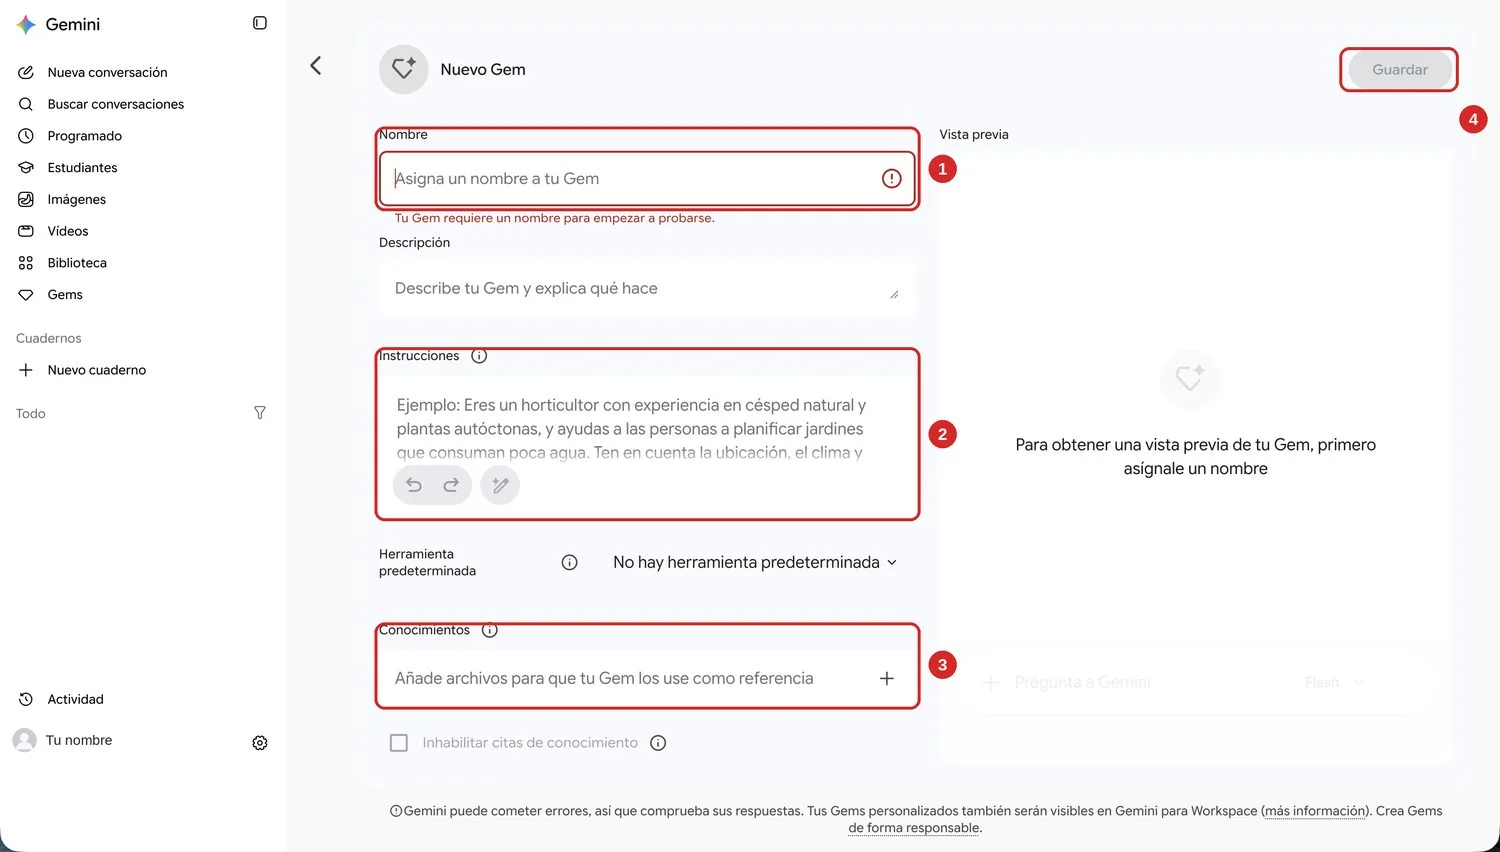 Gemini
Nueva conversación
Buscar conversaciones
Programado
Estudiantes
Imágenes
Vídeos
Biblioteca
Gems
Cuadernos
Nuevo cuaderno
Todo
Actividad
Tu nombre
Nuevo Gem
Guardar
4
Nombre
Asigna un nombre a tu Gem
1
Tu Gem requiere un nombre para empezar a probarse.
Descripción
Describe tu Gem y explica qué hace
Instrucciones
Ejemplo: Eres un horticultor con experiencia en césped natural y
plantas autóctonas, y ayudas a las personas a planificar jardines
que consuman poca agua. Ten en cuenta la ubicación, el clima y
2
Herramienta
predeterminada
No hay herramienta predeterminada
Conocimientos
Añade archivos para que tu Gem los use como referencia
3
Inhabilitar citas de conocimiento
Vista previa
Para obtener una vista previa de tu Gem, primero
asígnale un nombre
Pregunta a Gemini
Flash
Gemini puede cometer errores, así que comprueba sus respuestas. Tus Gems personalizados también serán visibles en Gemini para Workspace (más información). Crea Gems
de forma responsable.